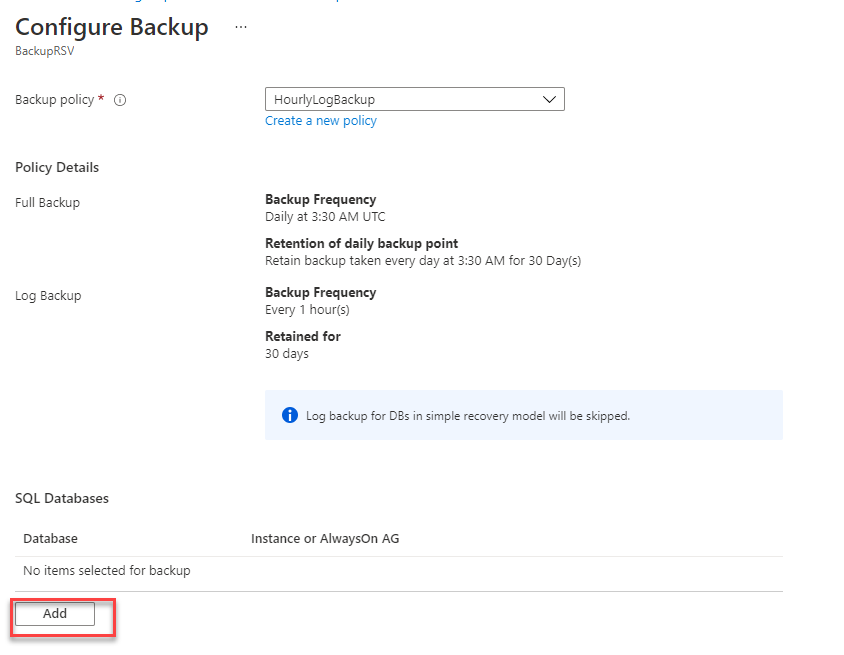 Configure Backup ...
BackupRSV
Backup policy * HourlyLogBackup
Create a new policy
Policy Details
Full Backup
Backup Frequency
Daily at 3:30 AM UTC
Retention of daily backup point
Retain backup taken every day at 3:30 AM for 30 Day(s)
Log Backup
Backup Frequency
Every 1 hour(s)
Retained for
30 days
Log backup for DBs in simple recovery model will be skipped.
SQL Databases
Database Instance or AlwaysOn AG
No items selected for backup
Add